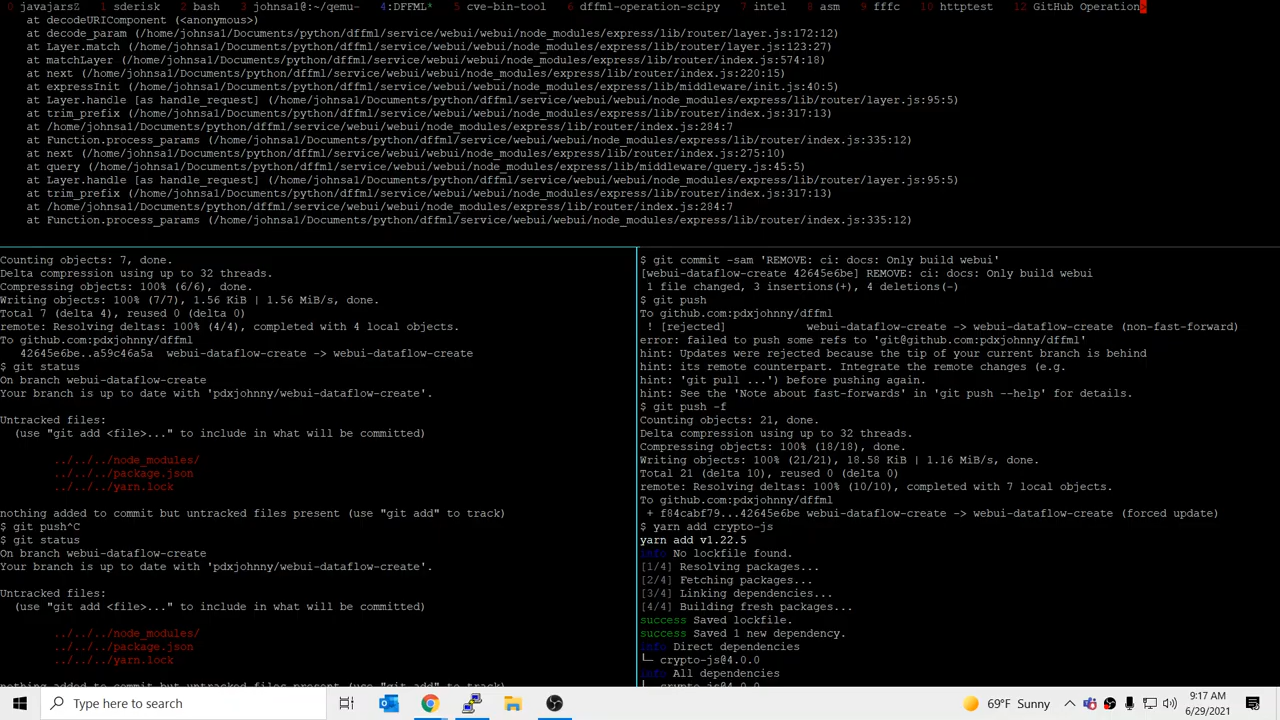 0 javajarsZ 1 sderisk 2 bash 3 johnsa1@:~/qemu- 4:DFFML* 5 cve-bin-tool 6 dffml-operation-scipy 7 intel 8 asm 9 fffc 10 httptest 12 GitHub Operation>
at decodeURIComponent (<anonymous>)
at decode_param (/home/johnsa1/Documents/python/dffml/service/webui/webui/node_modules/express/lib/router/layer.js:172:12)
at Layer.match (/home/johnsa1/Documents/python/dffml/service/webui/webui/node_modules/express/lib/router/layer.js:123:27)
at matchLayer (/home/johnsa1/Documents/python/dffml/service/webui/webui/node_modules/express/lib/router/index.js:574:18)
at next (/home/johnsa1/Documents/python/dffml/service/webui/webui/node_modules/express/lib/router/index.js:220:15)
at expressInit (/home/johnsa1/Documents/python/dffml/service/webui/webui/node_modules/express/lib/middleware/init.js:40:5)
at Layer.handle [as handle_request] (/home/johnsa1/Documents/python/dffml/service/webui/webui/node_modules/express/lib/router/layer.js:95:5)
at trim_prefix (/home/johnsa1/Documents/python/dffml/service/webui/webui/node_modules/express/lib/router/index.js:317:13)
at /home/johnsa1/Documents/python/dffml/service/webui/webui/node_modules/express/lib/router/index.js:284:7
at Function.process_params (/home/johnsa1/Documents/python/dffml/service/webui/webui/node_modules/express/lib/router/index.js:335:12)
at next (/home/johnsa1/Documents/python/dffml/service/webui/webui/node_modules/express/lib/router/index.js:275:10)
at query (/home/johnsa1/Documents/python/dffml/service/webui/webui/node_modules/express/lib/middleware/query.js:45:5)
at Layer.handle [as handle_request] (/home/johnsa1/Documents/python/dffml/service/webui/webui/node_modules/express/lib/router/layer.js:95:5)
at trim_prefix (/home/johnsa1/Documents/python/dffml/service/webui/webui/node_modules/express/lib/router/index.js:317:13)
at /home/johnsa1/Documents/python/dffml/service/webui/webui/node_modules/express/lib/router/index.js:284:7
at Function.process_params (/home/johnsa1/Documents/python/dffml/service/webui/webui/node_modules/express/lib/router/index.js:335:12)
Counting objects: 7, done.
Delta compression using up to 32 threads.
Compressing objects: 100% (6/6), done.
Writing objects: 100% (7/7), 1.56 KiB | 1.56 MiB/s, done.
Total 7 (delta 4), reused 0 (delta 0)
remote: Resolving deltas: 100% (4/4), completed with 4 local objects.
To github.com:pdxjohnny/dffml
42645e6be..a59c46a5a webui-dataflow-create -> webui-dataflow-create
$ git status
On branch webui-dataflow-create
Your branch is up to date with 'pdxjohnny/webui-dataflow-create'.
Untracked files:
(use "git add <file>..." to include in what will be committed)
../../../node_modules/
../../../package.json
../../../yarn.lock
nothing added to commit but untracked files present (use "git add" to track)
$ git push^C
$ git status
On branch webui-dataflow-create
Your branch is up to date with 'pdxjohnny/webui-dataflow-create'.
Untracked files:
(use "git add <file>..." to include in what will be committed)
../../../node_modules/
../../../package.json
../../../yarn.lock
nothing added to commit but untracked files present (use "git add" to track)
$ git commit -sam 'REMOVE: ci: docs: Only build webui'
[webui-dataflow-create 42645e6be] REMOVE: ci: docs: Only build webui
1 file changed, 3 insertions(+), 4 deletions(-)
$ git push
To github.com:pdxjohnny/dffml
! [rejected] webui-dataflow-create -> webui-dataflow-create (non-fast-forward)
error: failed to push some refs to 'git@github.com:pdxjohnny/dffml'
hint: Updates were rejected because the tip of your current branch is behind
hint: its remote counterpart. Integrate the remote changes (e.g.
hint: 'git pull ...') before pushing again.
hint: See the 'Note about fast-forwards' in 'git push --help' for details.
$ git push -f
Counting objects: 21, done.
Delta compression using up to 32 threads.
Compressing objects: 100% (18/18), done.
Writing objects: 100% (21/21), 18.58 KiB | 1.16 MiB/s, done.
Total 21 (delta 10), reused 0 (delta 0)
remote: Resolving deltas: 100% (10/10), completed with 7 local objects.
To github.com:pdxjohnny/dffml
+ f84cabf79...42645e6be webui-dataflow-create -> webui-dataflow-create (forced update)
$ yarn add crypto-js
yarn add v1.22.5
info No lockfile found.
[1/4] Resolving packages...
[2/4] Fetching packages...
[3/4] Linking dependencies...
[4/4] Building fresh packages...
success Saved lockfile.
success Saved 1 new dependency.
info Direct dependencies
└─ crypto-js@4.0.0
info All dependencies
└─ crypto-js@4.0.0
Type here to search
69°F Sunny
9:17 AM
6/29/2021